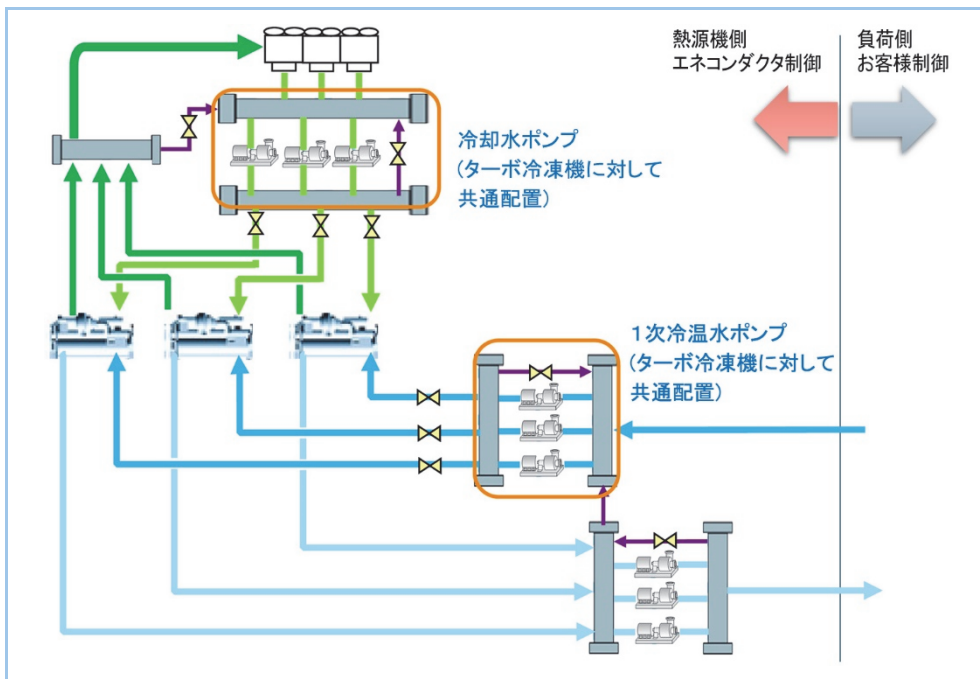 熱源機側
エネコンダクタ制御
負荷側
お客様制御
冷却水ポンプ
(ターボ冷凍機に対して
共通配置)
1次冷温水ポンプ
(ターボ冷凍機に対して
共通配置)